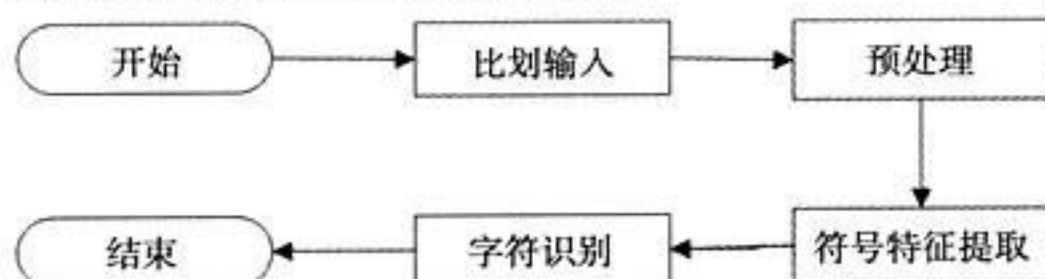 开始
比划输入
预处理
符号特征提取
字符识别
结束